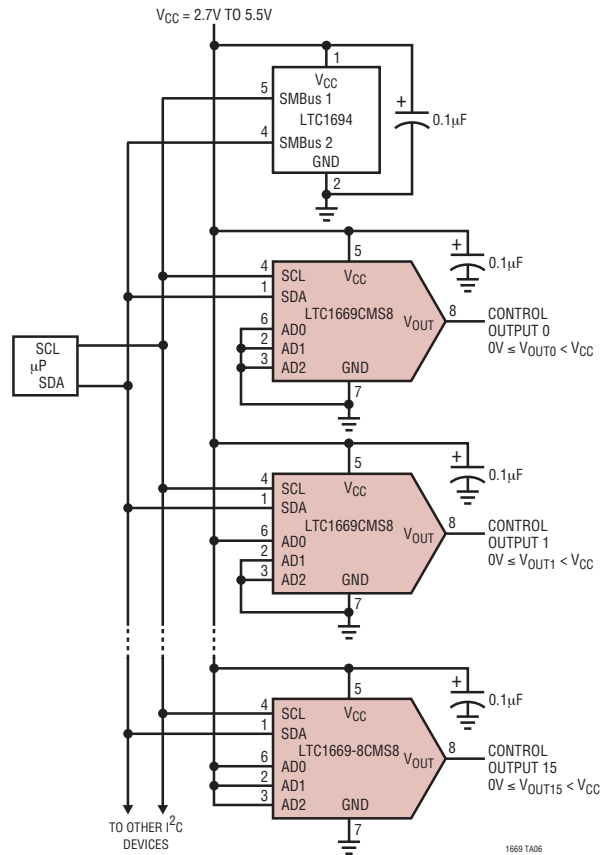 V_CC = 2.7V TO 5.5V
1
V_CC
5
SMBus 1
LTC1694
4
SMBus 2
GND
2
+
0.1µF
5
V_CC
4
SCL
1
SDA
LTC1669CMS8
6
AD0
2
AD1
3
AD2
GND
7
V_OUT
8
CONTROL
OUTPUT 0
0V ≤ V_OUT0 < V_CC
+
0.1µF
SCL
µP
SDA
5
V_CC
4
SCL
1
SDA
LTC1669CMS8
6
AD0
2
AD1
3
AD2
GND
7
V_OUT
8
CONTROL
OUTPUT 1
0V ≤ V_OUT1 < V_CC
+
0.1µF
5
V_CC
4
SCL
1
SDA
LTC1669-8CMS8
6
AD0
2
AD1
3
AD2
GND
7
V_OUT
8
CONTROL
OUTPUT 15
0V ≤ V_OUT15 < V_CC
+
0.1µF
TO OTHER I²C
DEVICES
1669 TA06